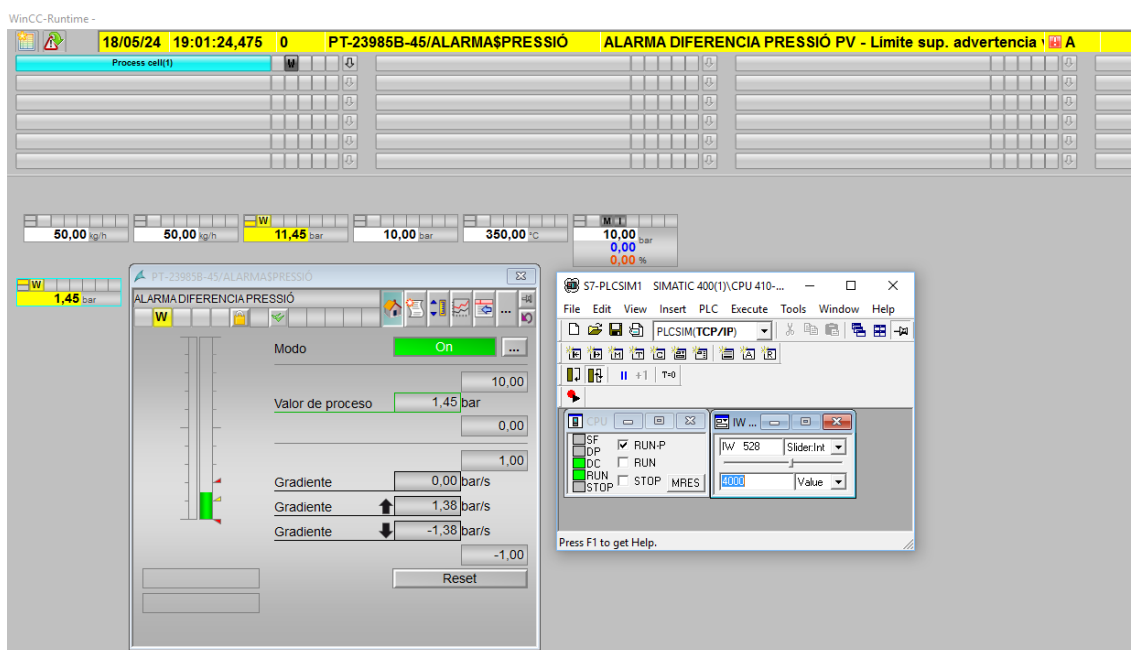 WinCC-Runtime -
18/05/24 19:01:24,475 0 PT-23985B-45/ALARMA$PRESSIÓ ALARMA DIFERENCIA PRESSIÓ PV - Límite sup. advertencia A
Process cell(1) W
50,00 kg/h
50,00 kg/h
W
11,45 bar
10,00 bar
350,00 °C
M I
10,00 bar
0,00
0,00 %
W
1,45 bar
PT-23985B-45/ALARMA$PRESSIÓ
ALARMA DIFERENCIA PRESSIÓ
W
...
Modo On ...
10,00
Valor de proceso 1,45 bar
0,00
1,00
Gradiente 0,00 bar/s
Gradiente 1,38 bar/s
Gradiente -1,38 bar/s
-1,00
Reset
S7-PLCSIM1 SIMATIC 400(1)\CPU 410-...
File Edit View Insert PLC Execute Tools Window Help
PLCSIM(TCP/IP)
+1 T=0
CPU
SF
DP
DC
RUN
STOP
RUN-P
RUN
STOP MRES
IW ...
IW 528 Slider:Int
4000 Value
Press F1 to get Help.